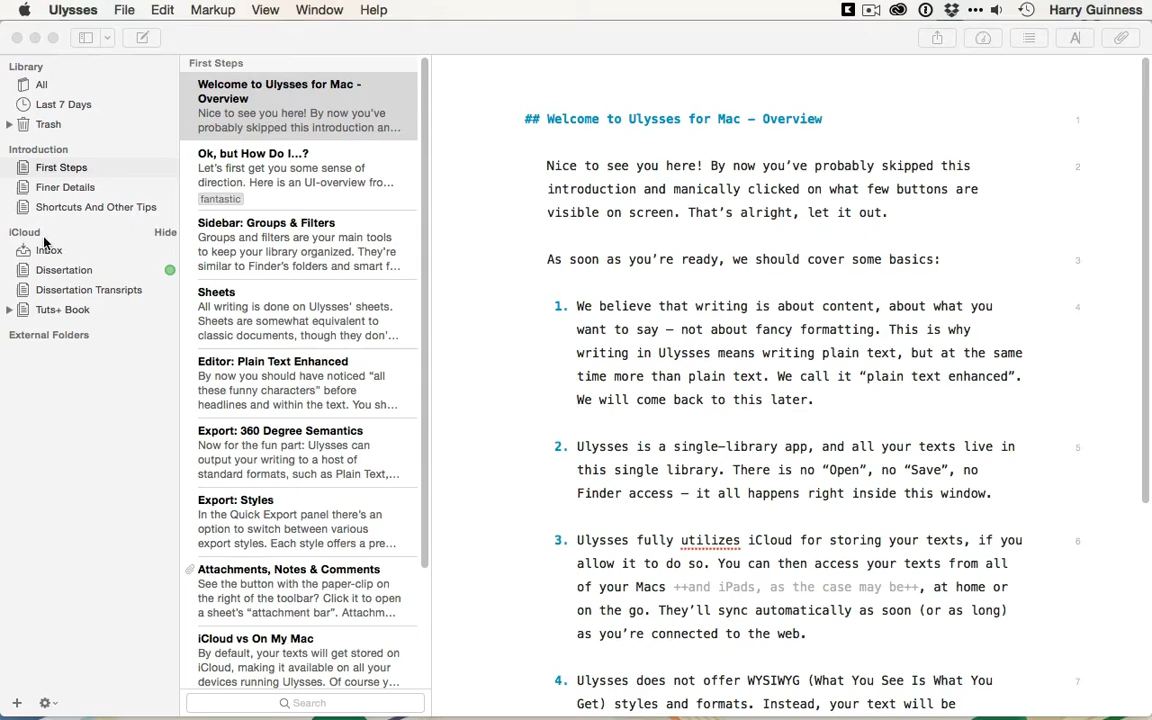 Ulysses File Edit Markup View Window Help Harry Guinness
Library
All
Last 7 Days
Trash
Introduction
First Steps
Finer Details
Shortcuts And Other Tips
iCloud Hide
Inbox
Dissertation
Dissertation Transripts
Tuts+ Book
External Folders
First Steps
Welcome to Ulysses for Mac -
Overview
Nice to see you here! By now you've
probably skipped this introduction an...
Ok, but How Do I...?
Let's first get you some sense of
direction. Here is an UI-overview fro...
fantastic
Sidebar: Groups & Filters
Groups and filters are your main tools
to keep your library organized. They're
similar to Finder's folders and smart f...
Sheets
All writing is done on Ulysses' sheets.
Sheets are somewhat equivalent to
classic documents, though they don'...
Editor: Plain Text Enhanced
By now you should have noticed "all
these funny characters" before
headlines and within the text. You sh...
Export: 360 Degree Semantics
Now for the fun part: Ulysses can
output your writing to a host of
standard formats, such as Plain Text,...
Export: Styles
In the Quick Export panel there's an
option to switch between various
export styles. Each style offers a pre...
Attachments, Notes & Comments
See the button with the paper-clip on
the right of the toolbar? Click it to open
a sheet's "attachment bar". Attachm...
iCloud vs On My Mac
By default, your texts will get stored on
iCloud, making it available on all your
devices running Ulysses. Of course y...
Search
## Welcome to Ulysses for Mac – Overview 1
Nice to see you here! By now you've probably skipped this 2
introduction and manically clicked on what few buttons are
visible on screen. That's alright, let it out.
As soon as you're ready, we should cover some basics: 3
1. We believe that writing is about content, about what you 4
want to say – not about fancy formatting. This is why
writing in Ulysses means writing plain text, but at the same
time more than plain text. We call it "plain text enhanced".
We will come back to this later.
2. Ulysses is a single–library app, and all your texts live in 5
this single library. There is no "Open", no "Save", no
Finder access – it all happens right inside this window.
3. Ulysses fully utilizes iCloud for storing your texts, if you 6
allow it to do so. You can then access your texts from all
of your Macs ++and iPads, as the case may be++, at home or
on the go. They'll sync automatically as soon (or as long)
as you're connected to the web.
4. Ulysses does not offer WYSIWYG (What You See Is What You 7
Get) styles and formats. Instead, your text will be